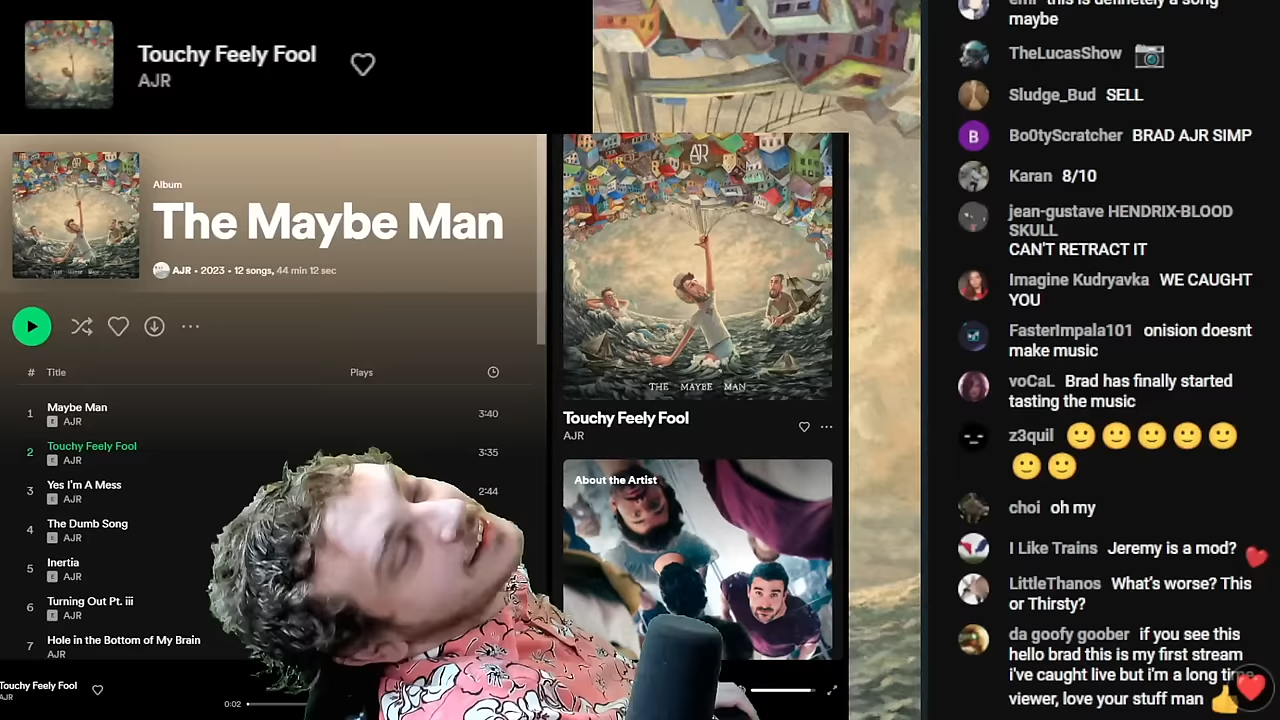 Touchy Feely Fool
AJR
Album
The Maybe Man
AJR • 2023 • 12 songs, 44 min 12 sec
# Title Plays
1 Maybe Man 3:40
E AJR
2 Touchy Feely Fool 3:35
E AJR
3 Yes I'm A Mess 2:44
E AJR
4 The Dumb Song
E AJR
5 Inertia
E AJR
6 Turning Out Pt. iii
E AJR
7 Hole in the Bottom of My Brain
AJR
Touchy Feely Fool
AJR
0:02
AJR
THE MAYBE MAN
Touchy Feely Fool
AJR
About the Artist
maybe
TheLucasShow
Sludge_Bud SELL
B Bo0tyScratcher BRAD AJR SIMP
Karan 8/10
jean-gustave HENDRIX-BLOOD
SKULL
CAN'T RETRACT IT
Imagine Kudryavka WE CAUGHT
YOU
FasterImpala101 onision doesnt
make music
voCaL Brad has finally started
tasting the music
z3quil
choi oh my
I Like Trains Jeremy is a mod?
LittleThanos What's worse? This
or Thirsty?
da goofy goober if you see this
hello brad this is my first stream
i've caught live but i'm a long time
viewer, love your stuff man